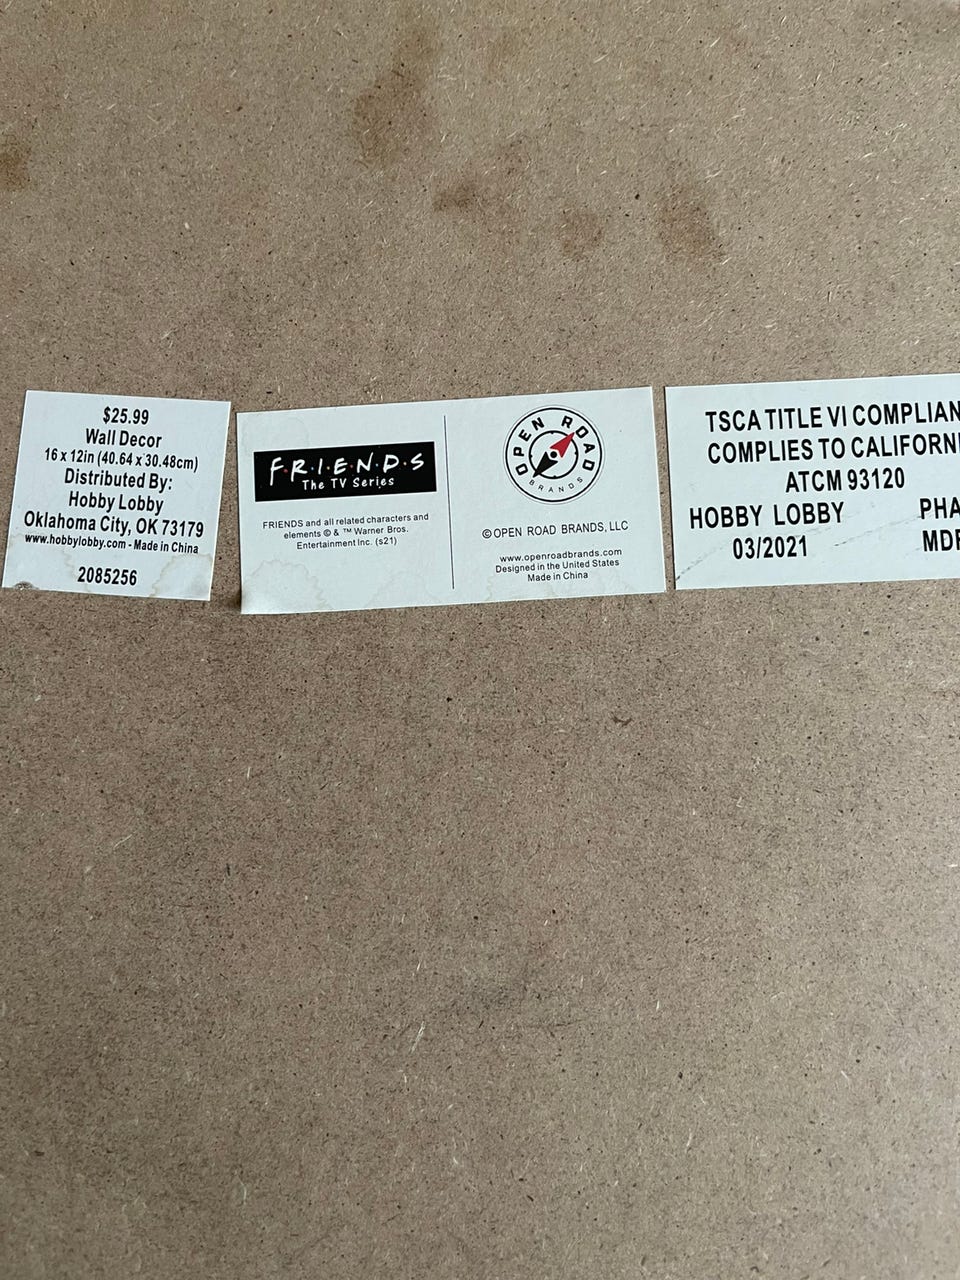 $25.99
Wall Decor
16 x 12in (40.64 x 30.48cm)
Distributed By:
Hobby Lobby
Oklahoma City, OK 73179
www.hobbylobby.com - Made in China
2085256
F·R·I·E·N·D·S
The TV Series
FRIENDS and all related characters and
elements © & ™ Warner Bros.
Entertainment Inc. (s21)
OPEN ROAD
BRANDS
© OPEN ROAD BRANDS, LLC
www.openroadbrands.com
Designed in the United States
Made in China
TSCA TITLE VI COMPLIAN
COMPLIES TO CALIFORNI
ATCM 93120
HOBBY LOBBY PHA
03/2021 MDF